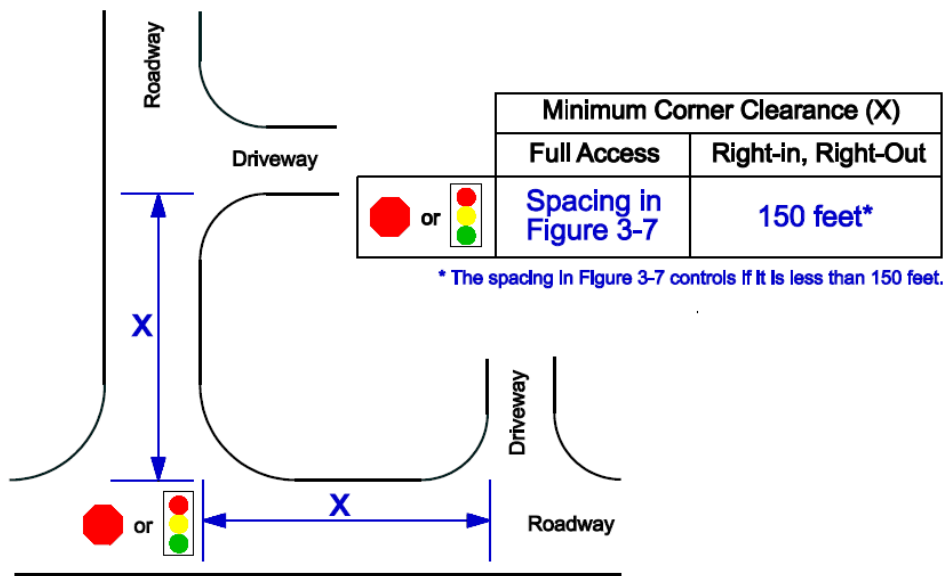 Roadway
Driveway
Minimum Corner Clearance (X)
Full Access
Right-in, Right-Out
or
Spacing in
Figure 3-7
150 feet*
* The spacing in Figure 3-7 controls if it is less than 150 feet.
X
Driveway
X
or
Roadway